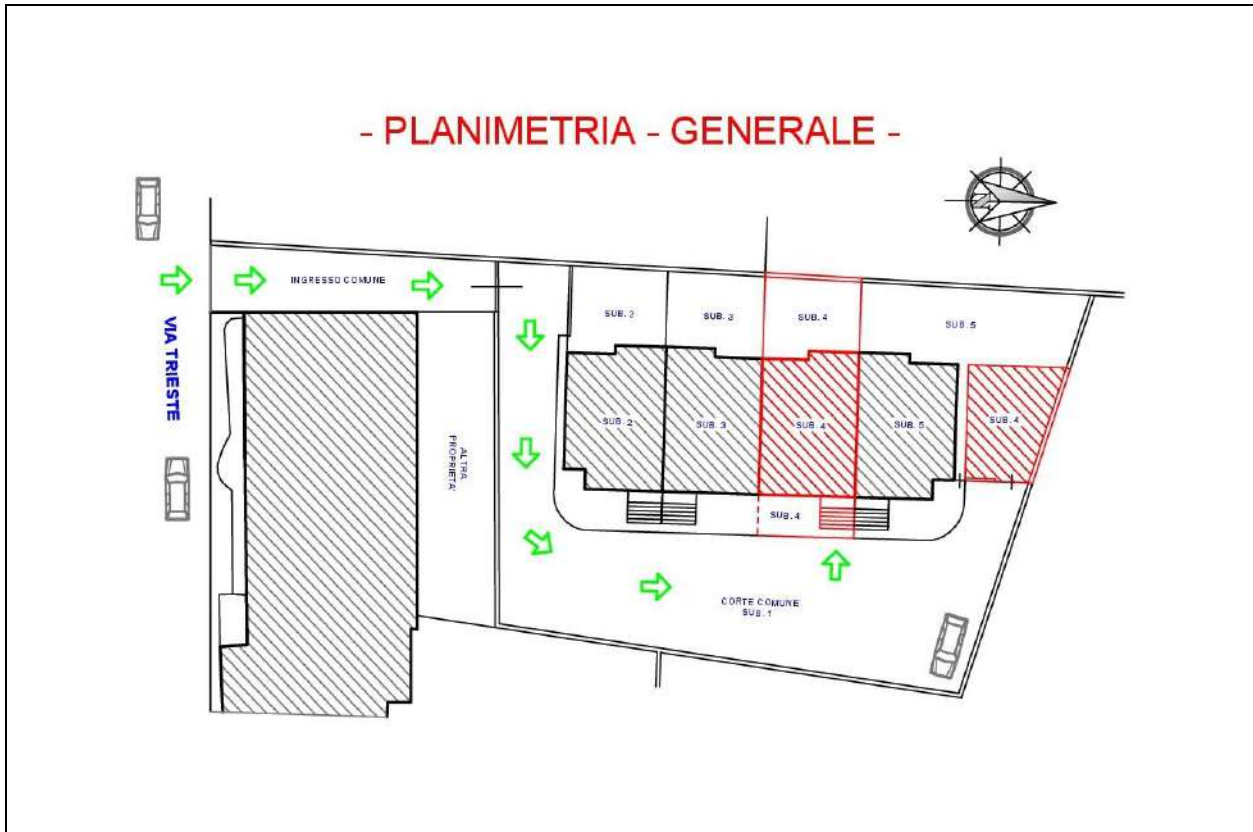 - PLANIMETRIA - GENERALE -
INGRESSO COMUNE
VIA TRIESTE
SUB. 2
SUB. 3
SUB. 4
SUB. 5
SUB. 2
SUB. 3
SUB. 4
SUB. 5
SUB. 4
ALTRA
PROPRIETA'
SUB. 4
CORTE COMUNE
SUB. 1